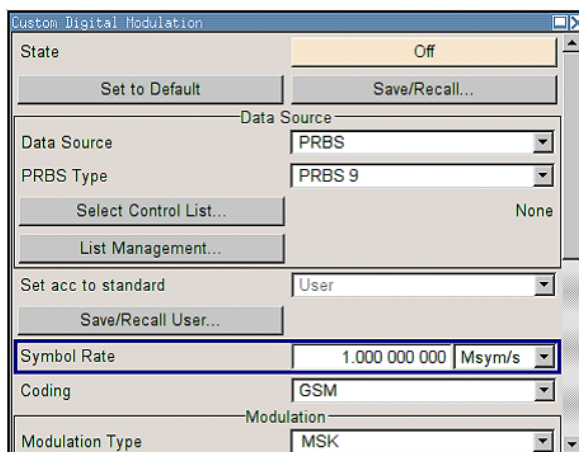 Custom Digital Modulation
State Off
Set to Default Save/Recall...
Data Source
Data Source PRBS
PRBS Type PRBS 9
Select Control List... None
List Management...
Set acc to standard User
Save/Recall User...
Symbol Rate 1.000 000 000 Msym/s
Coding GSM
Modulation
Modulation Type MSK